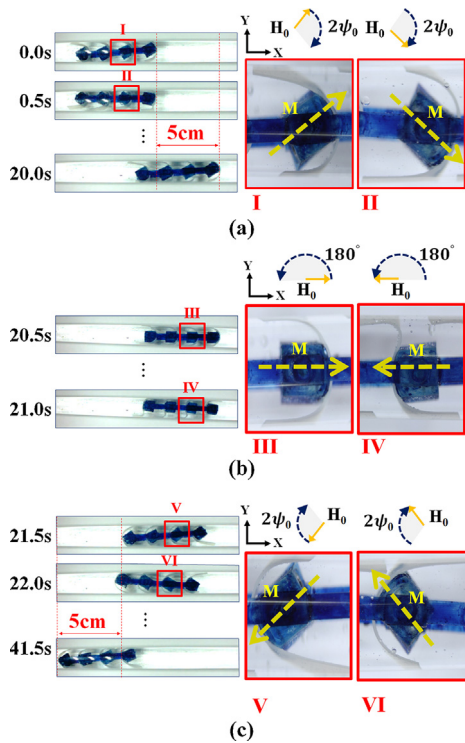 I
0.0s
II
0.5s
⋮
5cm
20.0s
H₀ 2ψ₀
H₀ 2ψ₀
Y
X
M
M
I II
(a)
III
20.5s
⋮
IV
21.0s
180°
H₀
180°
H₀
Y
X
M
M
III IV
(b)
V
21.5s
VI
22.0s
⋮
5cm
41.5s
2ψ₀ H₀
2ψ₀ H₀
Y
X
M
M
V VI
(c)